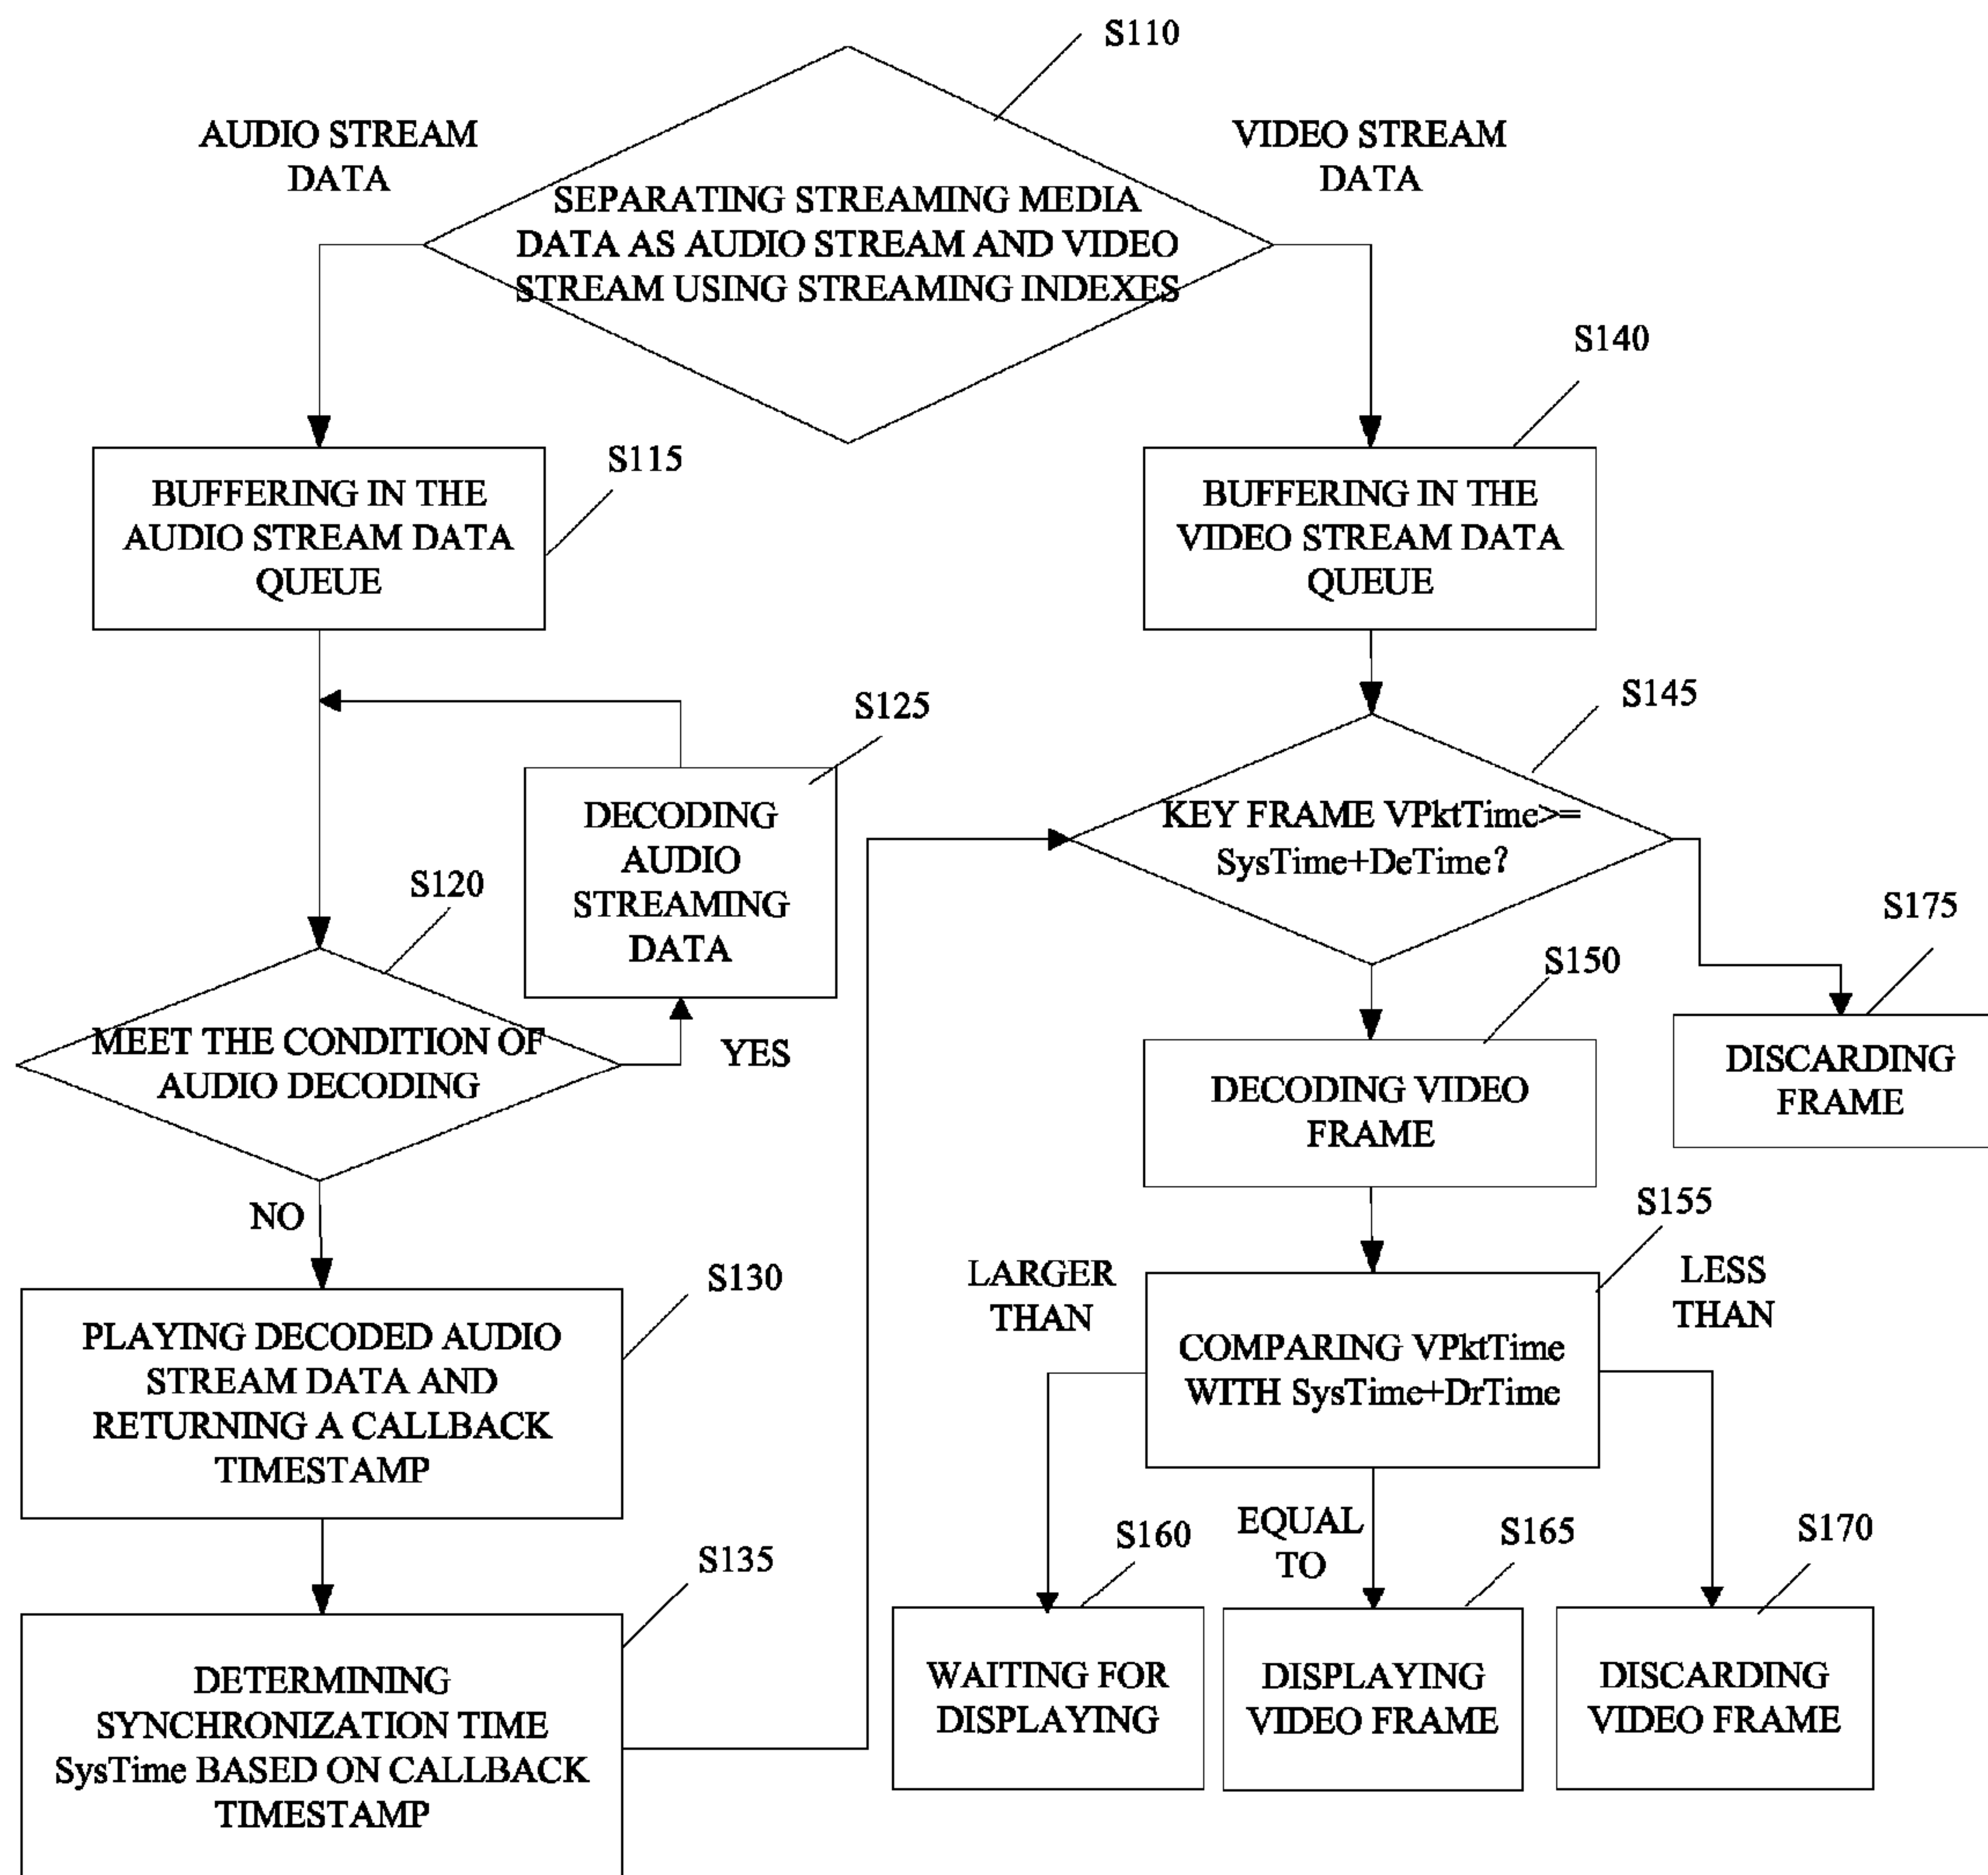 S110
AUDIO STREAM
DATA
VIDEO STREAM
DATA
SEPARATING STREAMING MEDIA
DATA AS AUDIO STREAM AND VIDEO
STREAM USING STREAMING INDEXES
S140
S115
BUFFERING IN THE
AUDIO STREAM DATA
QUEUE
BUFFERING IN THE
VIDEO STREAM DATA
QUEUE
S125
S145
DECODING
AUDIO
STREAMING
DATA
KEY FRAME VPktTime>=
SysTime+DeTime?
S120
S175
S150
MEET THE CONDITION OF
AUDIO DECODING
YES
DISCARDING
FRAME
DECODING VIDEO
FRAME
NO
S155
S130
LARGER
THAN
LESS
THAN
PLAYING DECODED AUDIO
STREAM DATA AND
RETURNING A CALLBACK
TIMESTAMP
COMPARING VPktTime
WITH SysTime+DrTime
S135
S160
EQUAL
TO
S165
S170
DETERMINING
SYNCHRONIZATION TIME
SysTime BASED ON CALLBACK
TIMESTAMP
WAITING FOR
DISPLAYING
DISPLAYING
VIDEO FRAME
DISCARDING
VIDEO FRAME